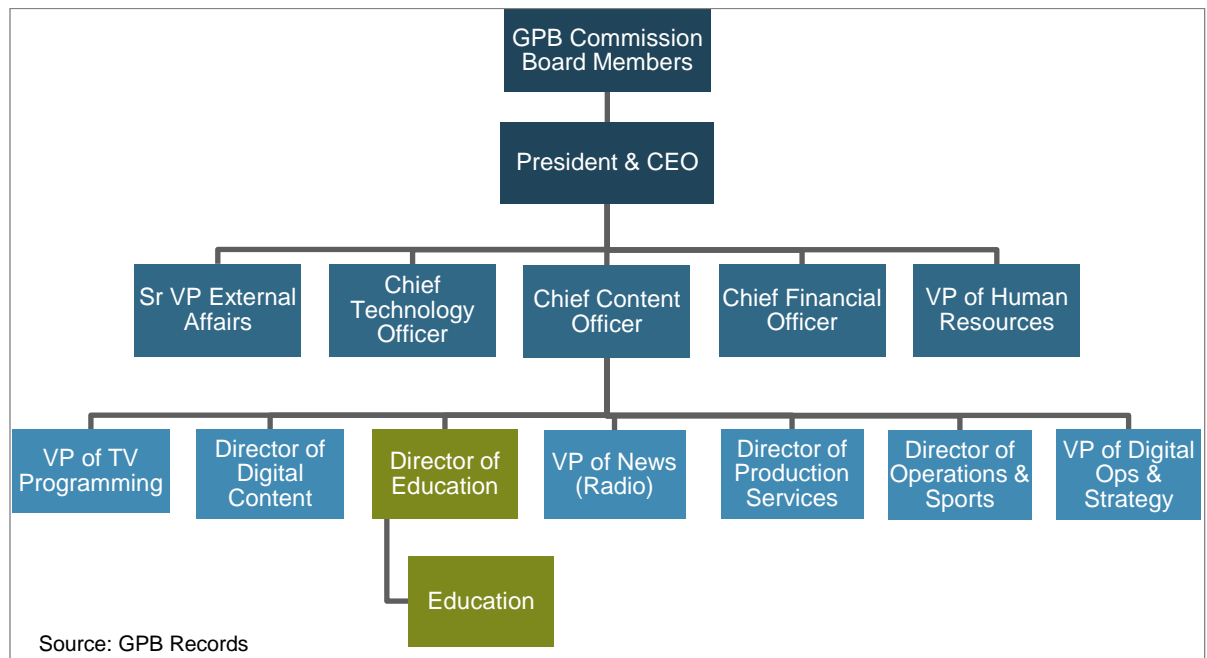 GPB Commission
Board Members
President & CEO
Sr VP External
Affairs
Chief
Technology
Officer
Chief Content
Officer
Chief Financial
Officer
VP of Human
Resources
VP of TV
Programming
Director of
Digital
Content
Director of
Education
VP of News
(Radio)
Director of
Production
Services
Director of
Operations &
Sports
VP of Digital
Ops &
Strategy
Education
Source: GPB Records